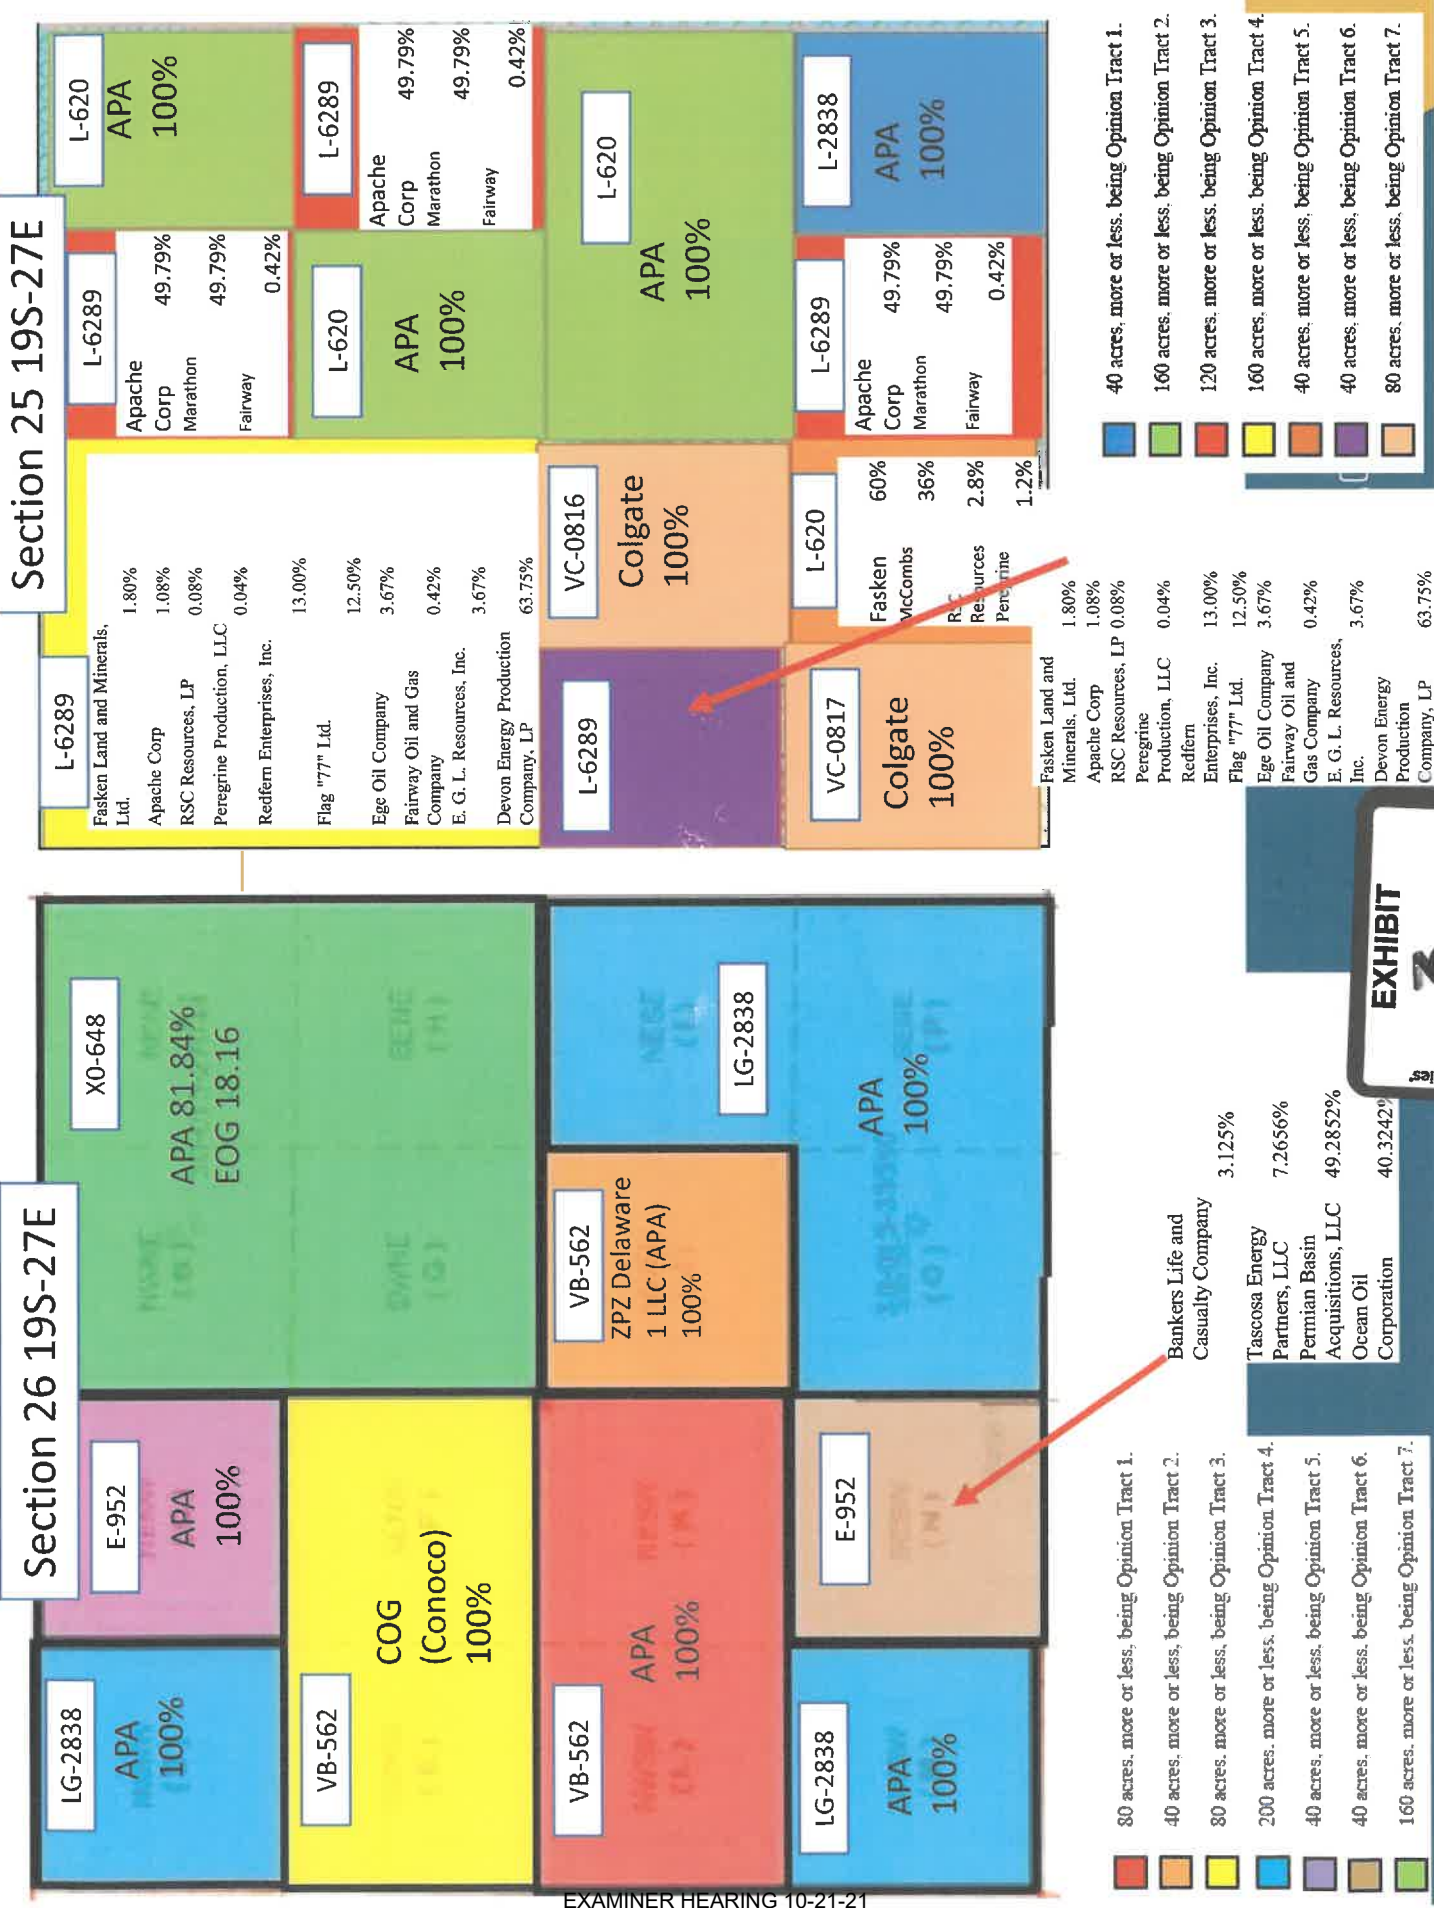 Section 26 19S-27E
LG-2838
APA
100%
E-952
APA
100%
X0-648
APA 81.84%
EOG 18.16
VB-562
COG
(Conoco)
100%
VB-562
APA
100%
VB-562
ZPZ Delaware
1 LLC (APA)
100%
LG-2838
APA
100%
LG-2838
APA
100%
E-952
Bankers Life and
Casualty Company
3.125%
Tascosa Energy
Partners, LLC 7.2656%
Permian Basin
Acquisitions, LLC 49.2852%
Ocean Oil
Corporation 40.3242%
80 acres, more or less, being Opinion Tract 1.
40 acres, more or less, being Opinion Tract 2.
80 acres, more or less, being Opinion Tract 3.
200 acres, more or less, being Opinion Tract 4.
40 acres, more or less, being Opinion Tract 5.
40 acres, more or less, being Opinion Tract 6.
160 acres, more or less, being Opinion Tract 7.
Section 25 19S-27E
L-6289
Fasken Land and Minerals,
Ltd. 1.80%
Apache Corp 1.08%
RSC Resources, LP 0.08%
Peregrine Production, LLC 0.04%
Redfern Enterprises, Inc.
13.00%
Flag "77" Ltd. 12.50%
Ege Oil Company 3.67%
Fairway Oil and Gas
Company 0.42%
E. G. L. Resources, Inc. 3.67%
Devon Energy Production
Company, LP 63.75%
L-6289
Apache
Corp 49.79%
Marathon 49.79%
Fairway 0.42%
L-620
APA
100%
L-620
APA
100%
L-6289
Apache
Corp 49.79%
Marathon 49.79%
Fairway 0.42%
L-6289
VC-0816
Colgate
100%
L-620
APA
100%
VC-0817
Colgate
100%
L-620
Fasken 60%
McCombs 36%
RSC
Resources 2.8%
Peregrine 1.2%
L-6289
Apache
Corp 49.79%
Marathon 49.79%
Fairway 0.42%
L-2838
APA
100%
Fasken Land and
Minerals, Ltd. 1.80%
Apache Corp 1.08%
RSC Resources, LP 0.08%
Peregrine
Production, LLC 0.04%
Redfern
Enterprises, Inc. 13.00%
Flag "77" Ltd. 12.50%
Ege Oil Company 3.67%
Fairway Oil and
Gas Company 0.42%
E. G. L. Resources,
Inc. 3.67%
Devon Energy
Production
Company, LP 63.75%
40 acres, more or less, being Opinion Tract 1.
160 acres, more or less, being Opinion Tract 2.
120 acres, more or less, being Opinion Tract 3.
160 acres, more or less, being Opinion Tract 4.
40 acres, more or less, being Opinion Tract 5.
40 acres, more or less, being Opinion Tract 6.
80 acres, more or less, being Opinion Tract 7.
EXHIBIT
EXAMINER HEARING 10-21-21